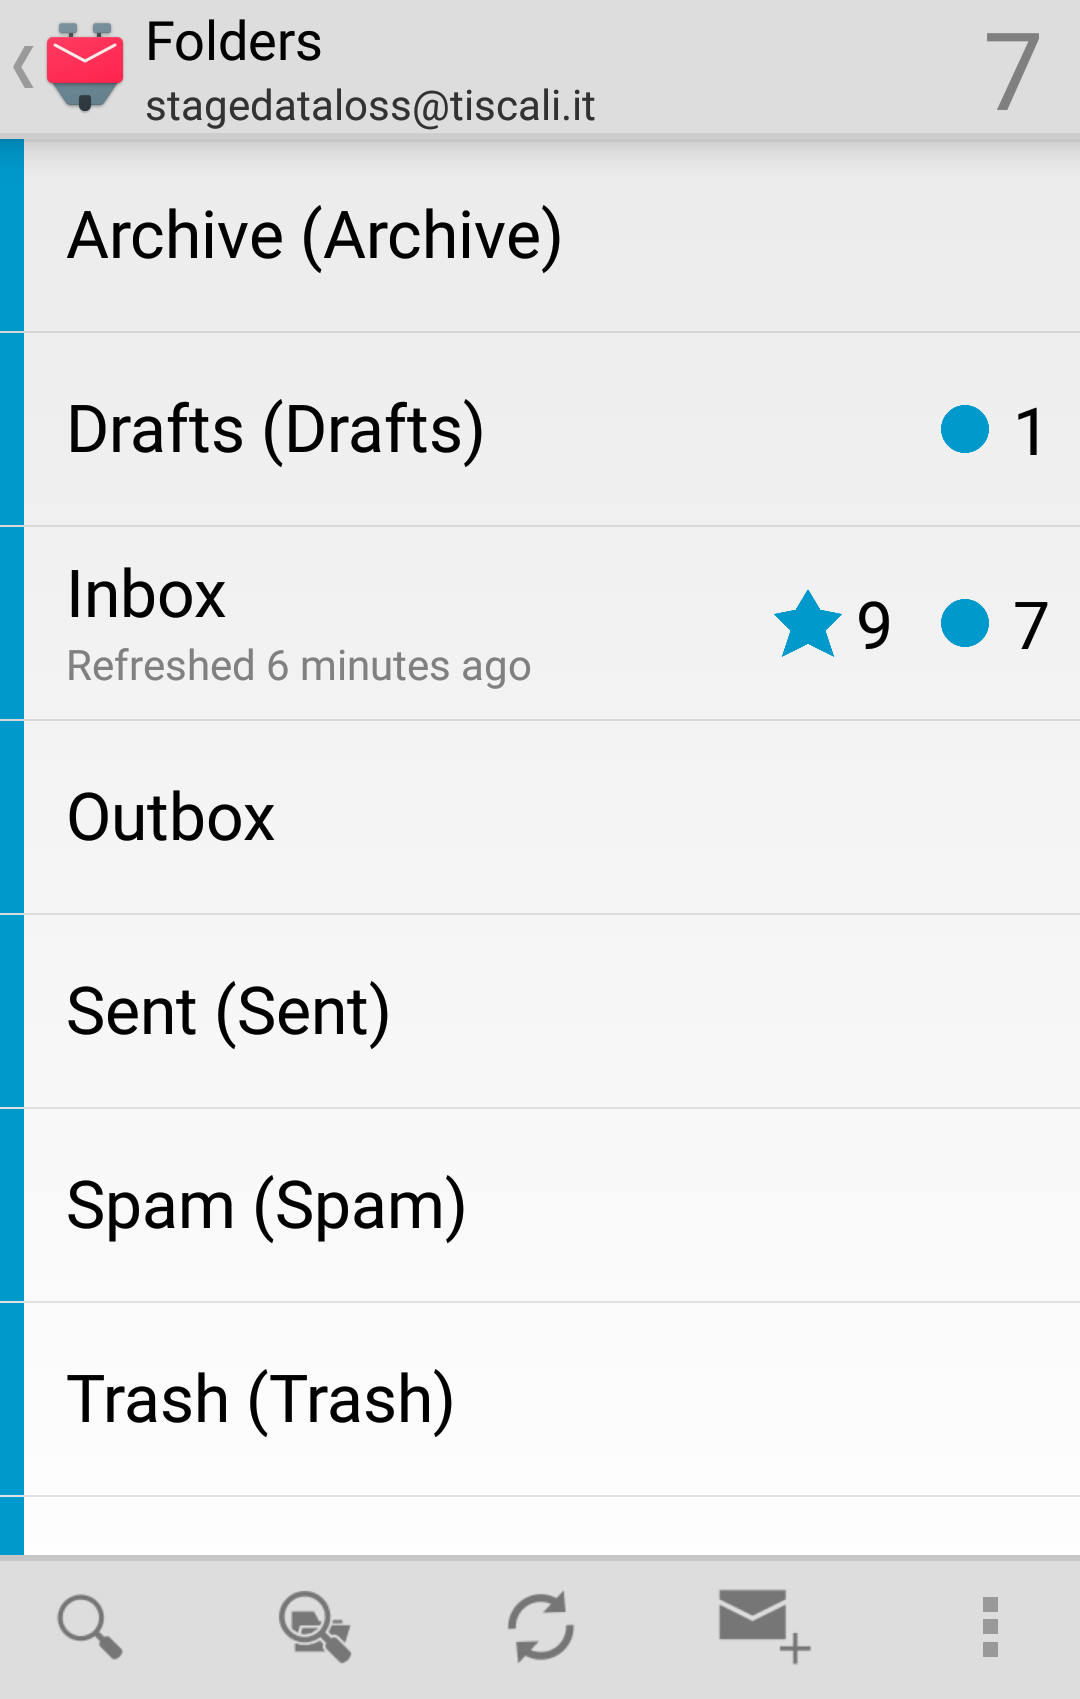 Folders
stagedataloss@tiscali.it
7
Archive (Archive)
Drafts (Drafts)
1
Inbox
Refreshed 6 minutes ago
9
7
Outbox
Sent (Sent)
Spam (Spam)
Trash (Trash)